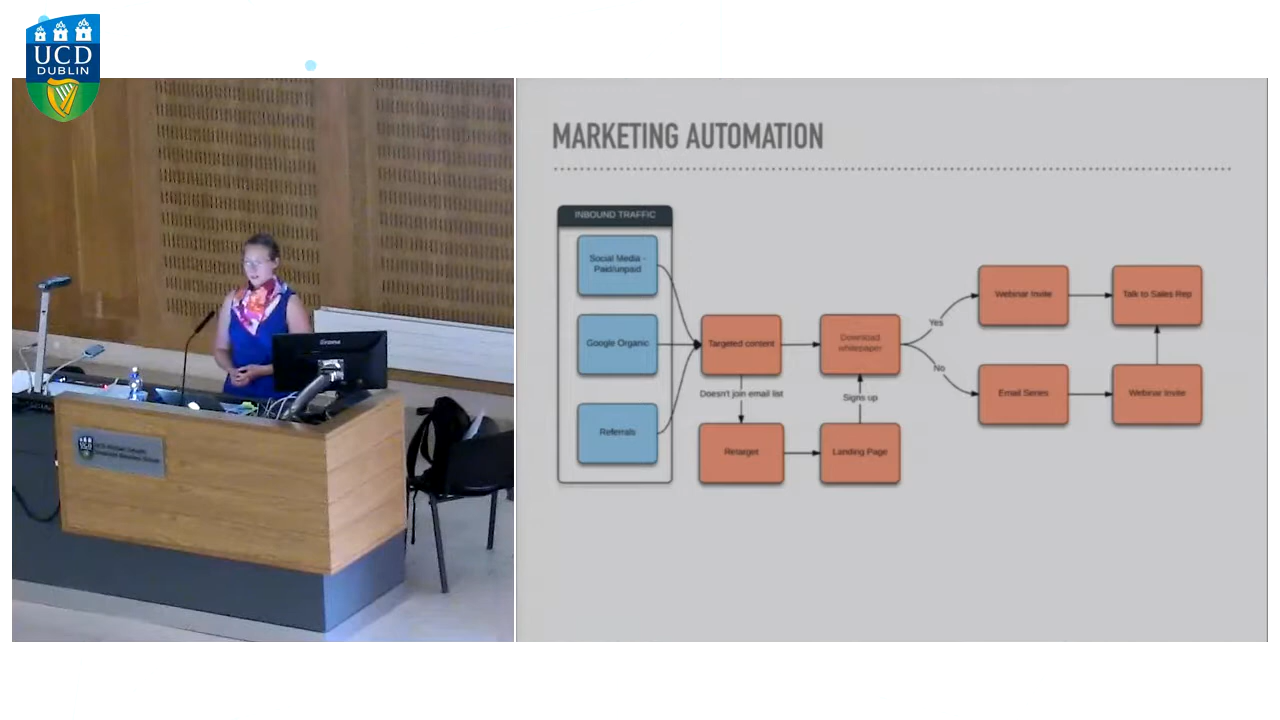 UCD
DUBLIN
MARKETING AUTOMATION
INBOUND TRAFFIC
Social Media -
Paid/unpaid
Google Organic
Referrals
Targeted content
Doesn't join email list
Retarget
Download
whitepaper
Signs up
Landing Page
Yes
No
Webinar Invite
Talk to Sales Rep
Email Series
Webinar Invite